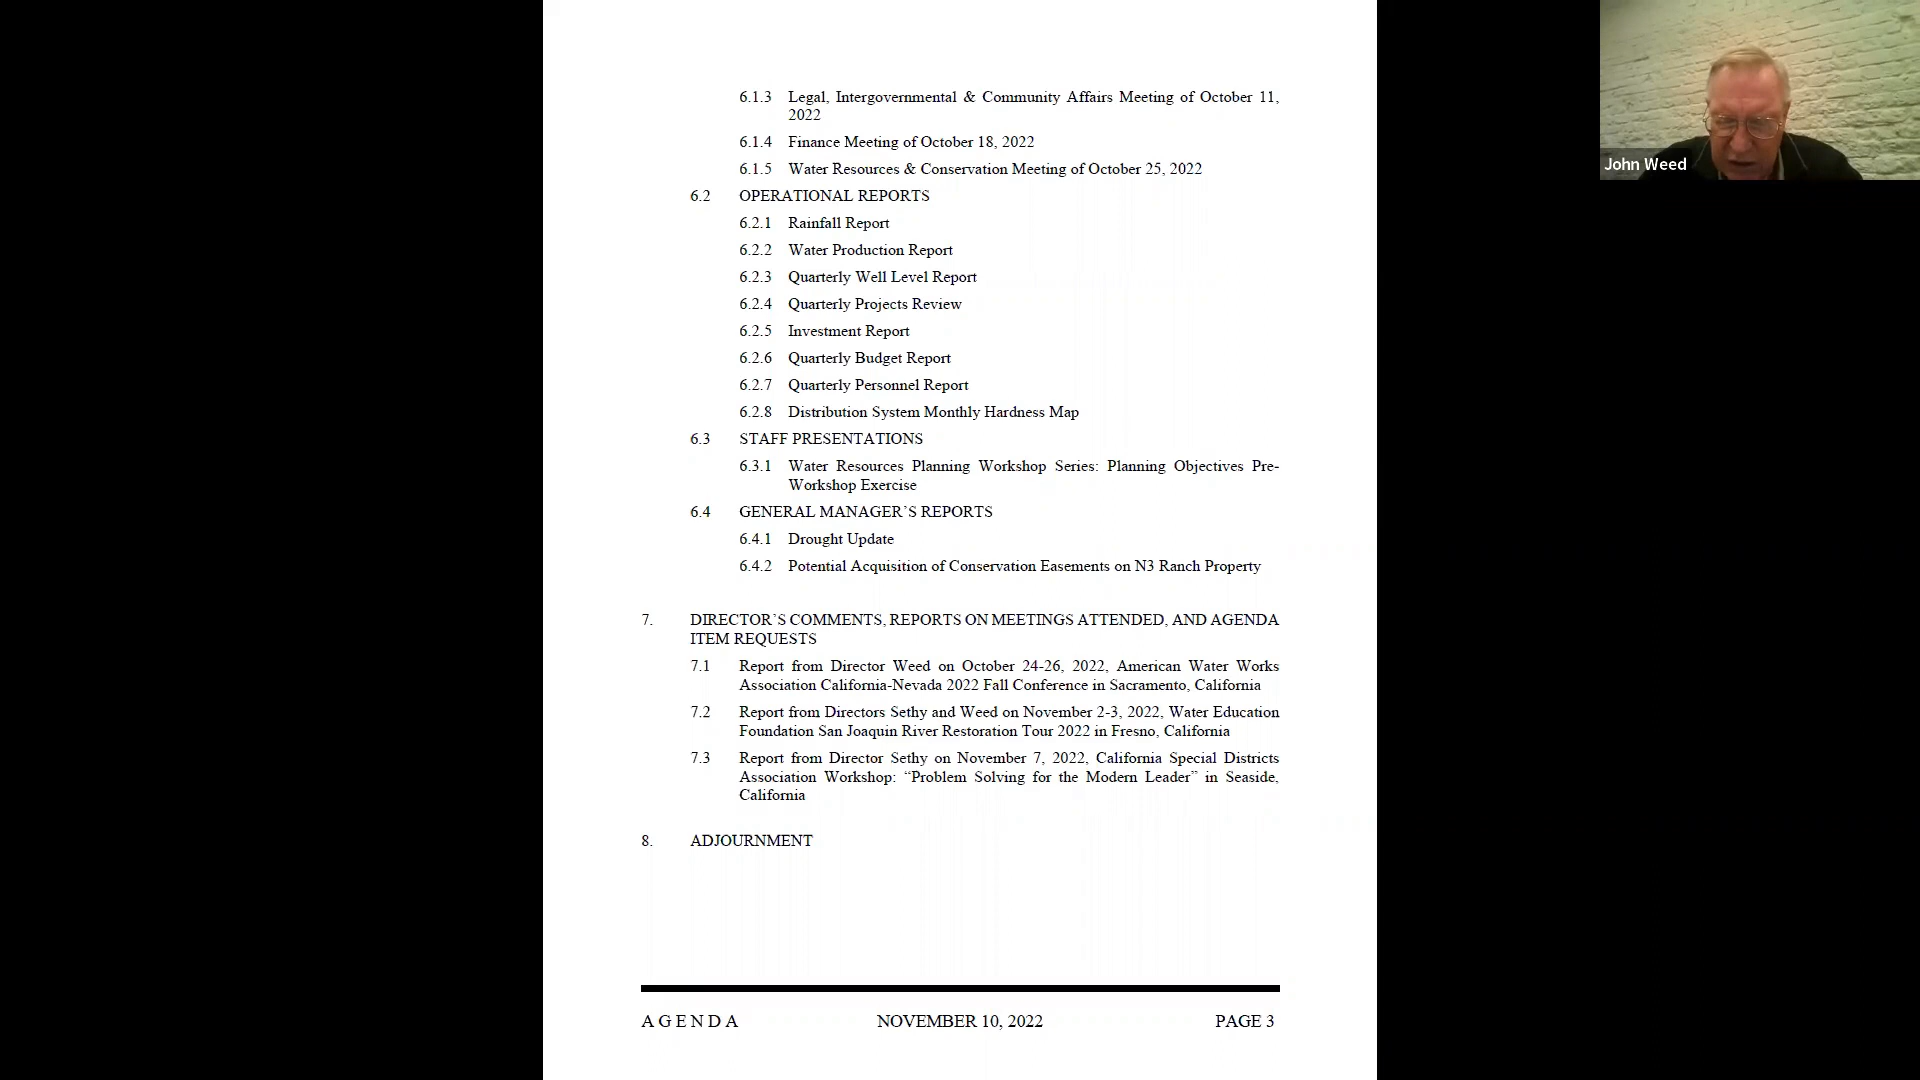 6.1.3 Legal, Intergovernmental & Community Affairs Meeting of October 11,
2022
6.1.4 Finance Meeting of October 18, 2022
6.1.5 Water Resources & Conservation Meeting of October 25, 2022
6.2 OPERATIONAL REPORTS
6.2.1 Rainfall Report
6.2.2 Water Production Report
6.2.3 Quarterly Well Level Report
6.2.4 Quarterly Projects Review
6.2.5 Investment Report
6.2.6 Quarterly Budget Report
6.2.7 Quarterly Personnel Report
6.2.8 Distribution System Monthly Hardness Map
6.3 STAFF PRESENTATIONS
6.3.1 Water Resources Planning Workshop Series: Planning Objectives Pre-
Workshop Exercise
6.4 GENERAL MANAGER’S REPORTS
6.4.1 Drought Update
6.4.2 Potential Acquisition of Conservation Easements on N3 Ranch Property
7. DIRECTOR’S COMMENTS, REPORTS ON MEETINGS ATTENDED, AND AGENDA
ITEM REQUESTS
7.1 Report from Director Weed on October 24-26, 2022, American Water Works
Association California-Nevada 2022 Fall Conference in Sacramento, California
7.2 Report from Directors Sethy and Weed on November 2-3, 2022, Water Education
Foundation San Joaquin River Restoration Tour 2022 in Fresno, California
7.3 Report from Director Sethy on November 7, 2022, California Special Districts
Association Workshop: “Problem Solving for the Modern Leader” in Seaside,
California
8. ADJOURNMENT
AGENDA NOVEMBER 10, 2022 PAGE 3
John Weed